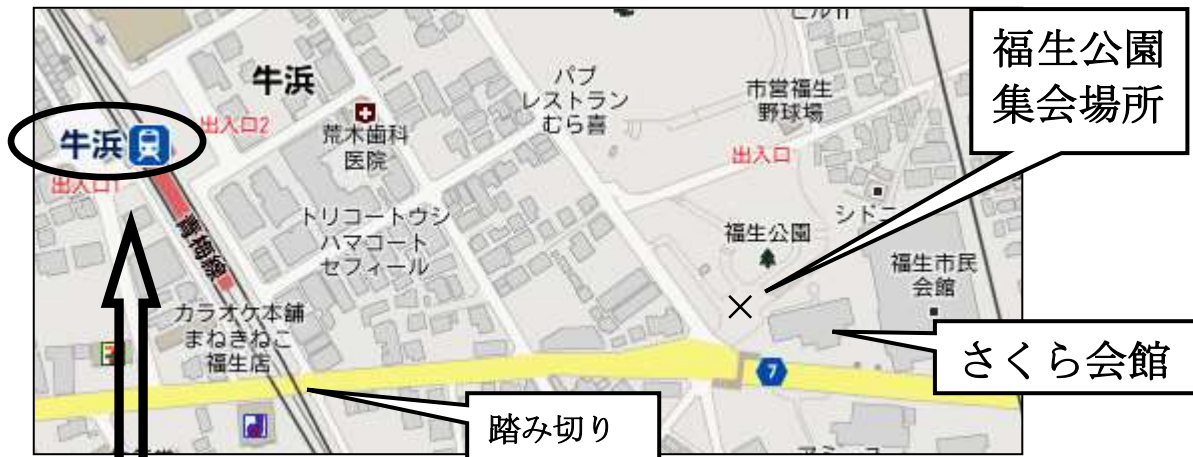 福生公園
集会場所
牛浜
パブ
レストラン
むら喜
市営福生
野球場
出入口2
荒木歯科
医院
牛浜
出入口
出入口1
トリコートウシ
ハマコート
セフィール
青梅線
シドニー
福生公園
福生市民
会館
カラオケ本舗
まねきねこ
福生店
さくら会館
7
踏み切り